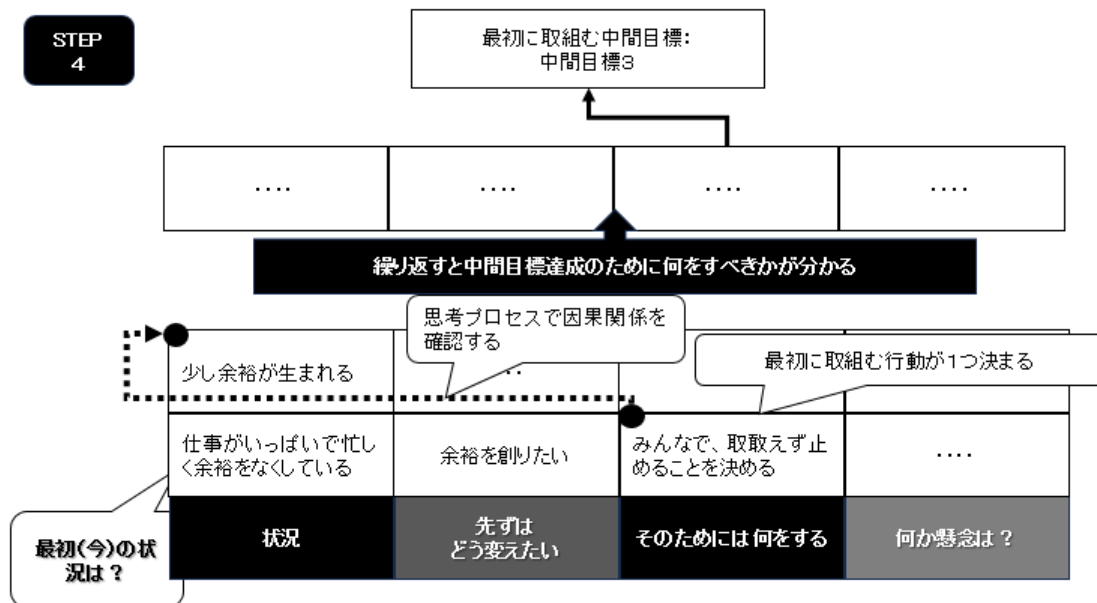 STEP
4
最初に取組む中間目標:
中間目標3
‥‥
‥‥
‥‥
‥‥
繰り返すと中間目標達成のために何をすべきかが分かる
思考プロセスで因果関係を
確認する
最初に取組む行動が1つ決まる
少し余裕が生まれる
‥
仕事がいっぱいで忙し
く余裕をなくしている
余裕を創りたい
みんなで、取敢えず止
めることを決める
‥‥
最初(今)の状
況は?
状況
先ずは
どう変えたい
そのためには何をする
何か懸念は?